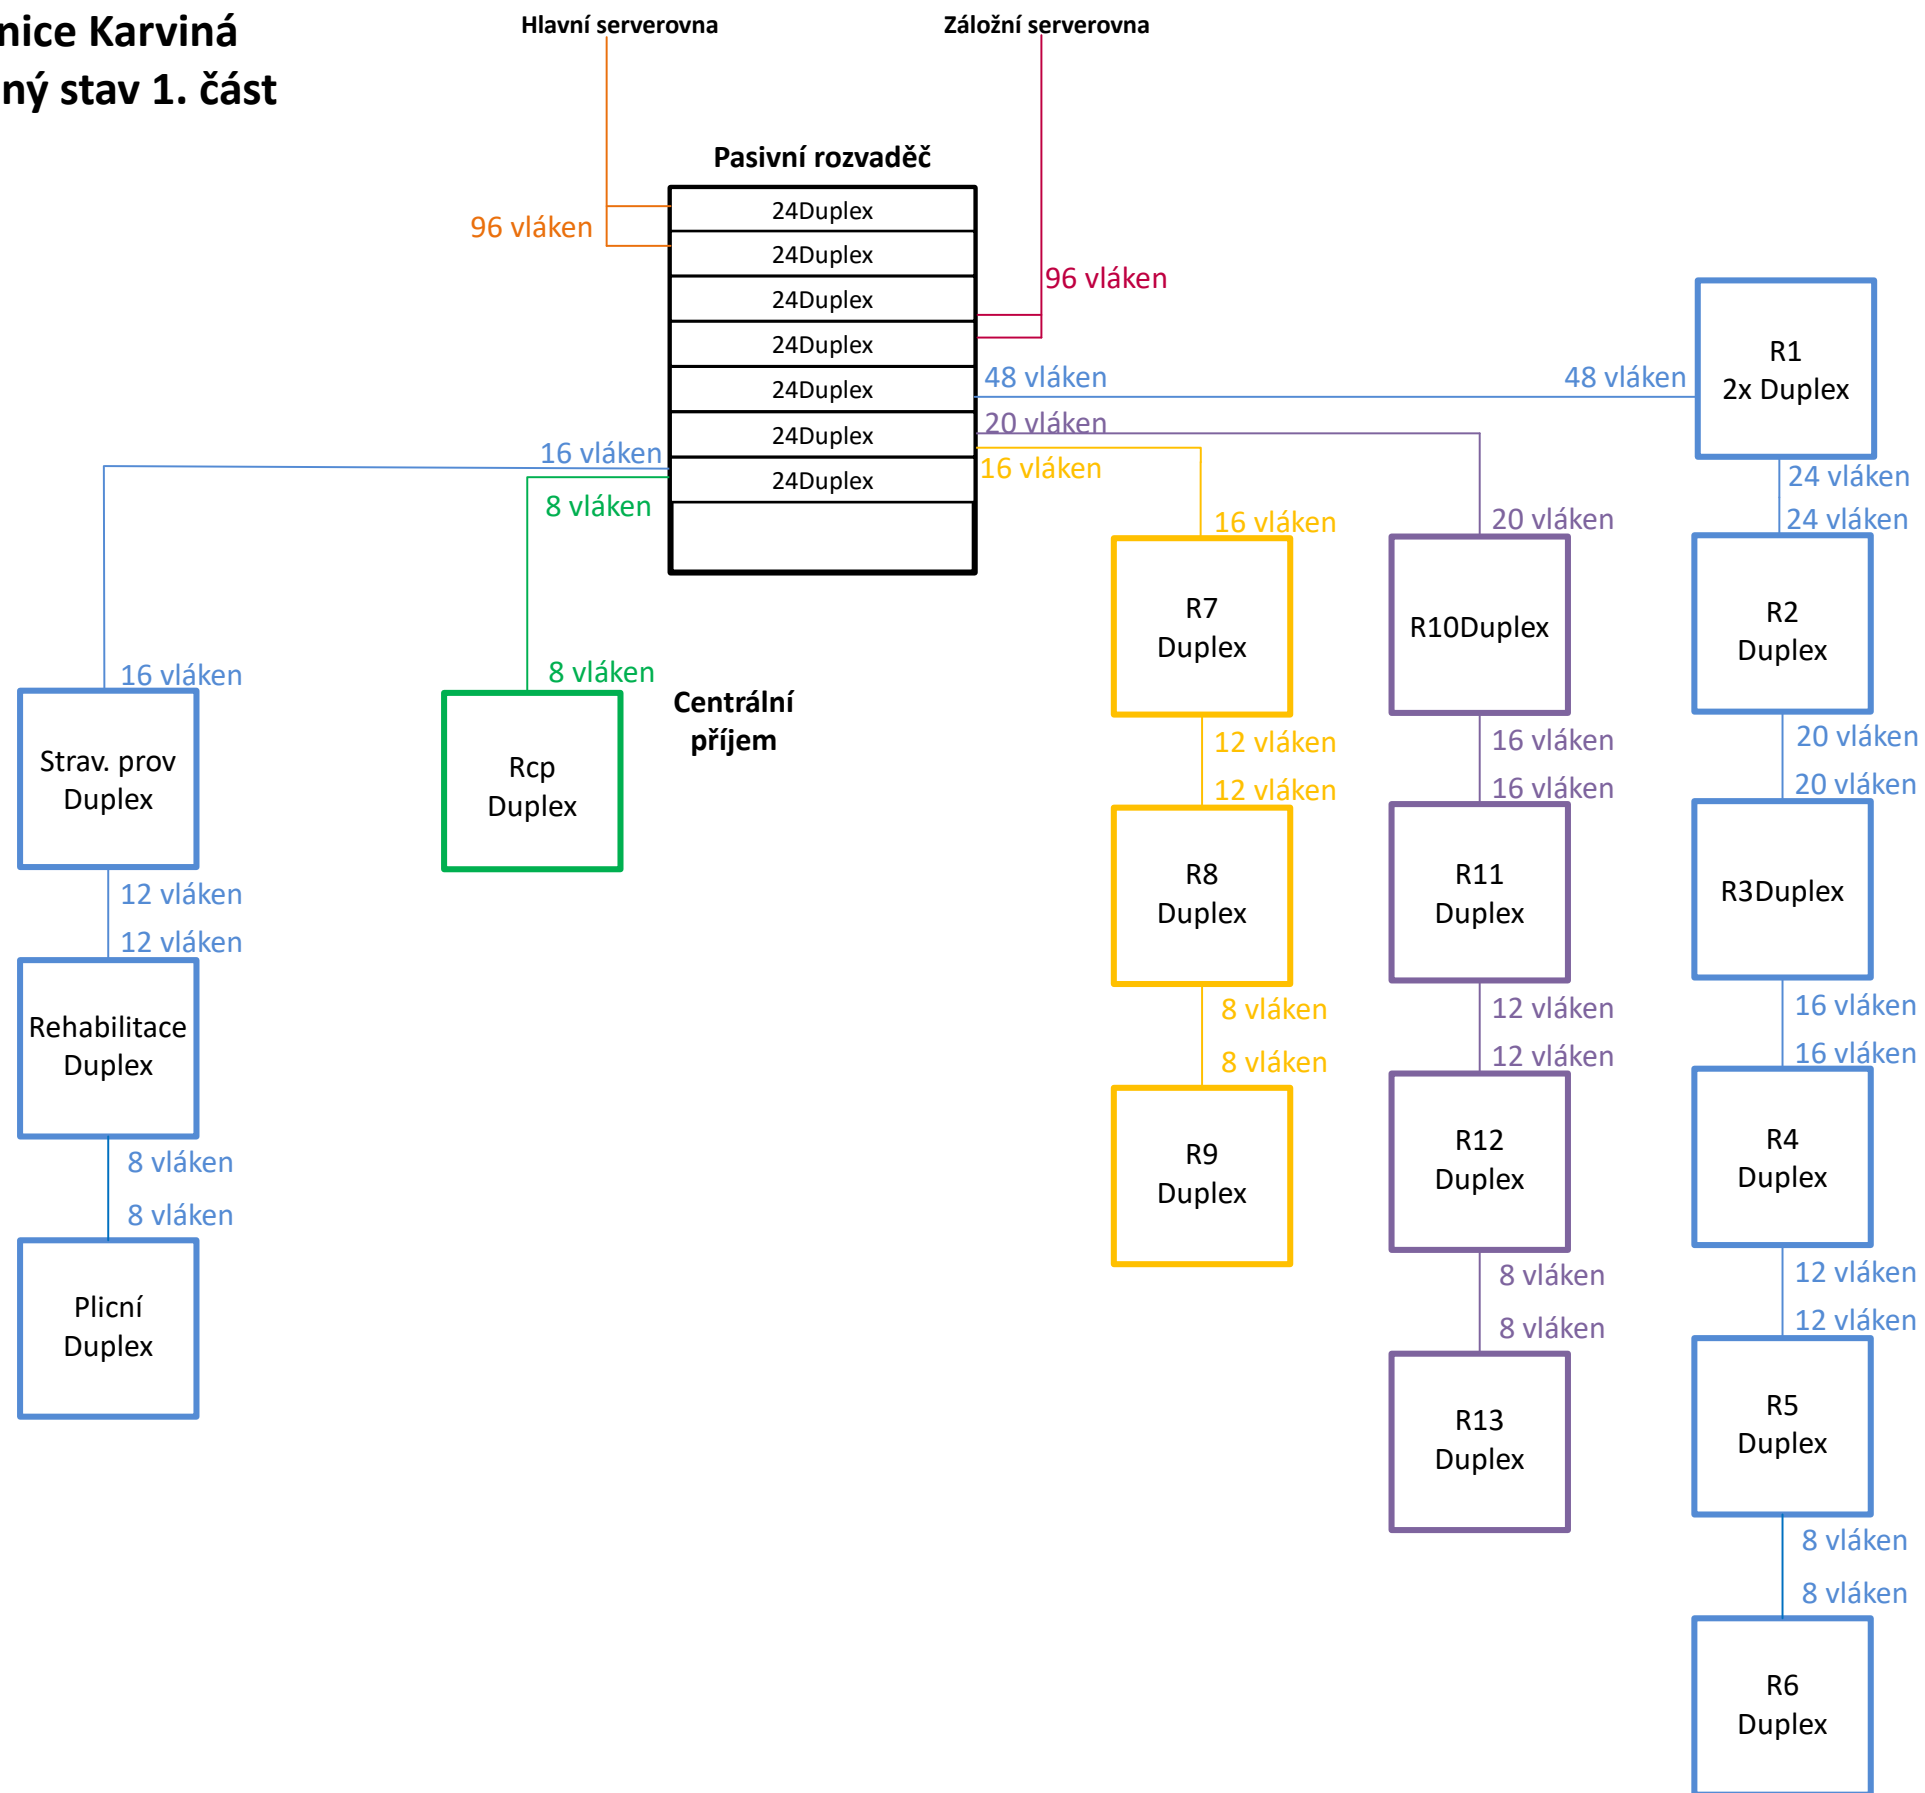 nice Karviná
ný stav 1. část
Hlavní serverovna
Záložní serverovna
Pasivní rozvaděč
24Duplex
24Duplex
24Duplex
24Duplex
24Duplex
24Duplex
24Duplex
96 vláken
96 vláken
48 vláken
48 vláken
20 vláken
16 vláken
16 vláken
8 vláken
R1
2x Duplex
24 vláken
24 vláken
R2
Duplex
20 vláken
20 vláken
R3Duplex
16 vláken
16 vláken
R4
Duplex
12 vláken
12 vláken
R5
Duplex
8 vláken
8 vláken
R6
Duplex
20 vláken
R10Duplex
16 vláken
16 vláken
R11
Duplex
12 vláken
12 vláken
R12
Duplex
8 vláken
8 vláken
R13
Duplex
16 vláken
R7
Duplex
12 vláken
12 vláken
R8
Duplex
8 vláken
8 vláken
R9
Duplex
8 vláken
Centrální
příjem
Rcp
Duplex
16 vláken
Strav. prov
Duplex
12 vláken
12 vláken
Rehabilitace
Duplex
8 vláken
8 vláken
Plicní
Duplex